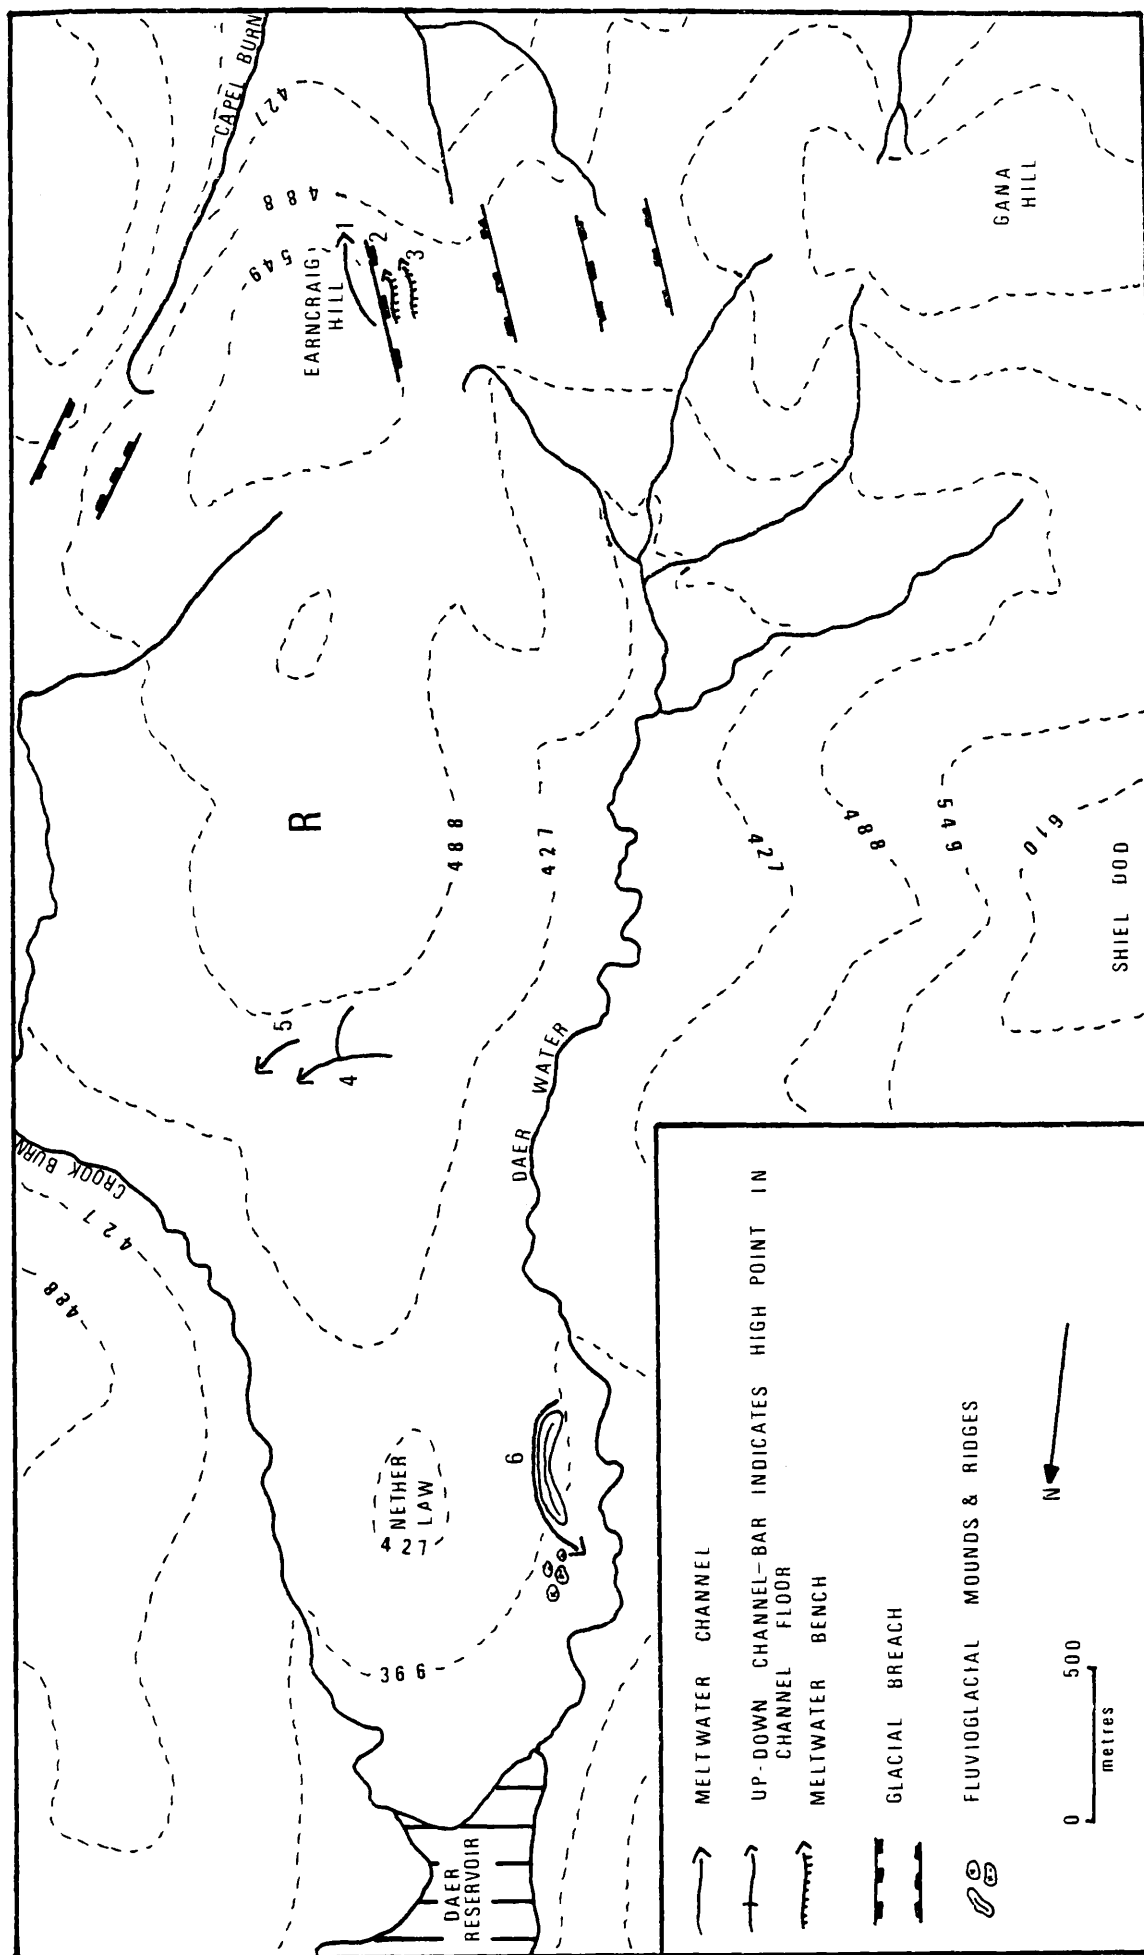 CAPEL BURN
427
488
549
EARNCRAIG
HILL
1
2
3
GANA
HILL
R
488
427
5
4
427
488
549
610
SHIEL DOD
DAER WATER
CROOK BURN
427
488
6
NETHER
LAW
427
366
DAER
RESERVOIR
MELTWATER CHANNEL
UP-DOWN CHANNEL-BAR INDICATES HIGH POINT IN
CHANNEL FLOOR
MELTWATER BENCH
GLACIAL BREACH
FLUVIOGLACIAL MOUNDS & RIDGES
N
0 500
metres